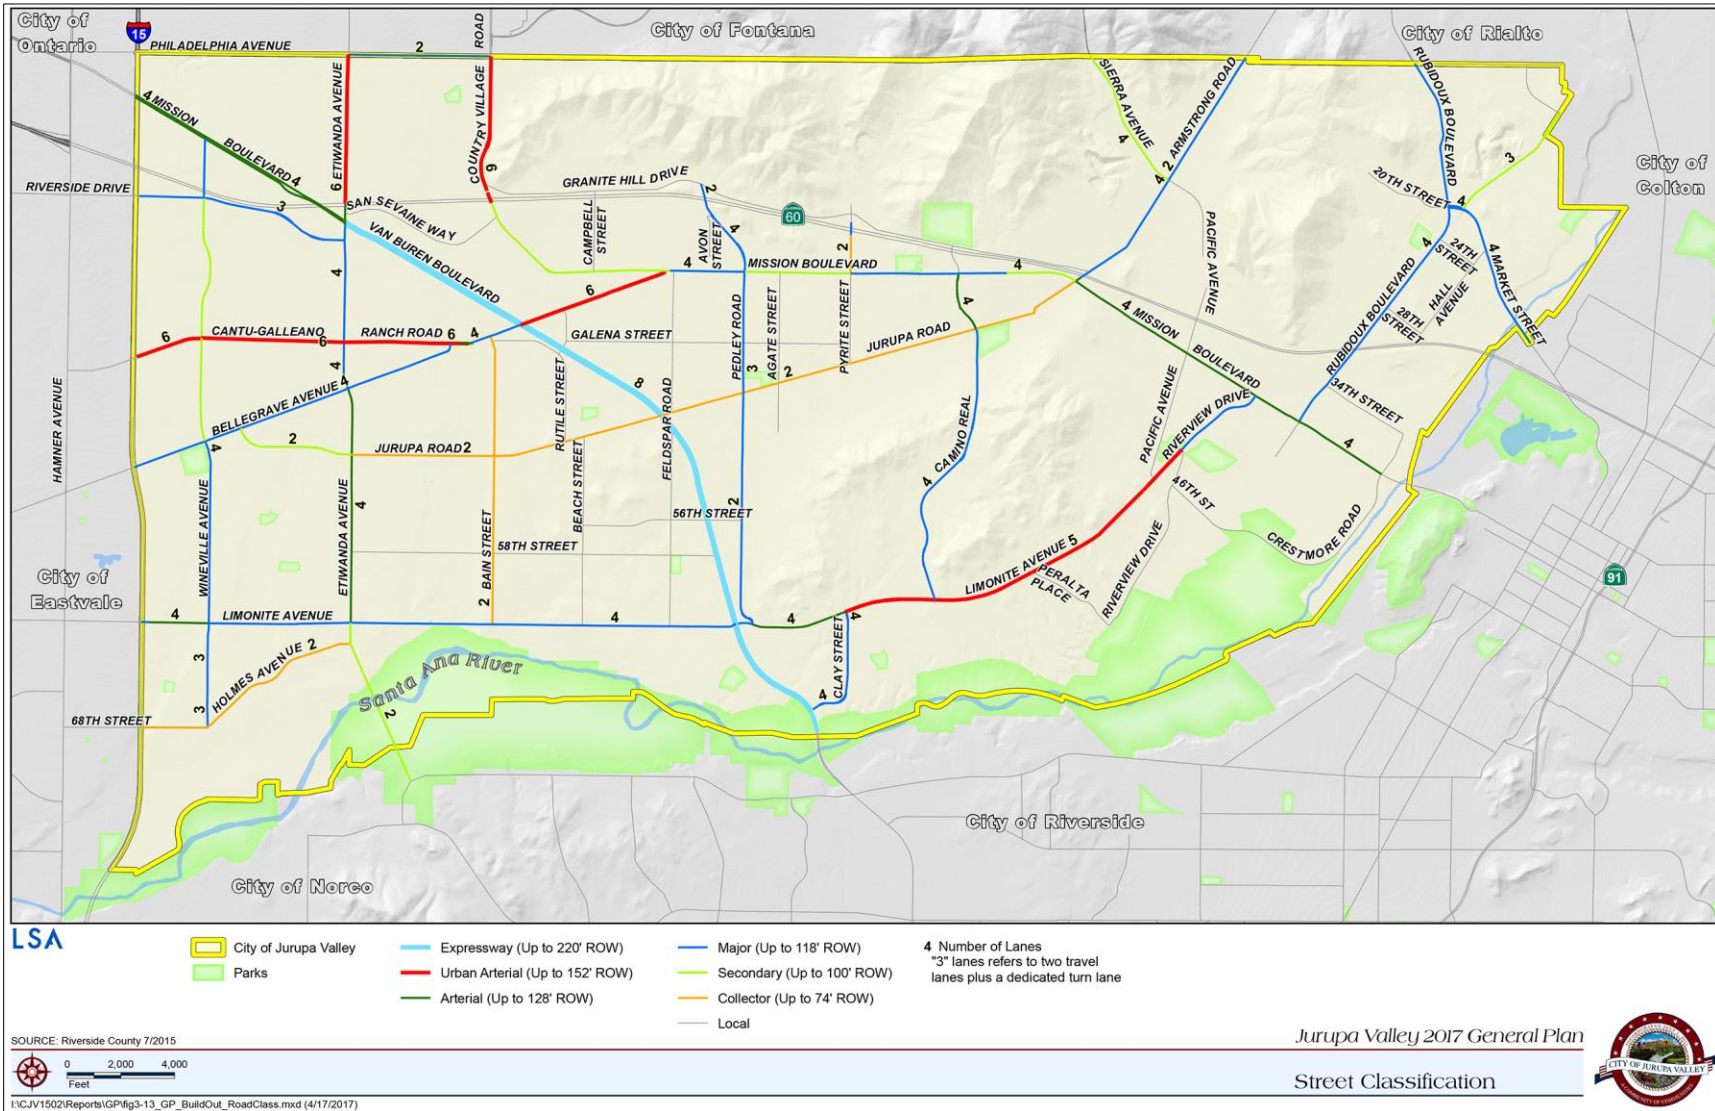 City of
Ontario
15
PHILADELPHIA AVENUE
2
ROAD
City of Fontana
City of Rialto
4 MISSION
BOULEVARD 4
ETIWANDA AVENUE
6
COUNTRY VILLAGE
6
SIERRA AVENUE
4
ARMSTRONG ROAD
2
4
RUBIDOUX BOULEVARD
3
City of
Colton
RIVERSIDE DRIVE
3
SAN SEVAINE WAY
GRANITE HILL DRIVE
2
60
20TH STREET
4
VAN BUREN BOULEVARD
CAMPBELL
STREET
AVON
STREET
4
2
PACIFIC AVENUE
4
24TH
STREET
4 MARKET STREET
4
4
MISSION BOULEVARD
4
6
4
HALL
AVENUE
28TH
STREET
RUBIDOUX BOULEVARD
6
CANTU-GALLEANO
6
RANCH ROAD
6
4
GALENA STREET
PEDLEY ROAD
AGATE STREET
PYRITE STREET
JURUPA ROAD
4 MISSION
BOULEVARD
4
8
3
2
HAMNER AVENUE
BELLEGRAVE AVENUE
4
RUTILE STREET
FELDSPAR ROAD
CAMINO REAL
4
PACIFIC AVENUE
RIVERVIEW DRIVE
34TH STREET
4
4
2
JURUPA ROAD 2
BEACH STREET
46TH ST
WINEVILLE AVENUE
ETIWANDA AVENUE
4
BAIN STREET
2
2
56TH STREET
58TH STREET
CRESTMORE ROAD
LIMONITE AVENUE 5
PERALTA
PLACE
RIVERVIEW DRIVE
91
City of
Eastvale
4
LIMONITE AVENUE
4
4
4
CLAY STREET
4
3
HOLMES AVENUE 2
3
68TH STREET
Santa Ana River
2
City of Riverside
City of Norco
LSA
City of Jurupa Valley
Parks
Expressway (Up to 220' ROW)
Urban Arterial (Up to 152' ROW)
Arterial (Up to 128' ROW)
Major (Up to 118' ROW)
Secondary (Up to 100' ROW)
Collector (Up to 74' ROW)
Local
4 Number of Lanes
"3" lanes refers to two travel
lanes plus a dedicated turn lane
SOURCE: Riverside County 7/2015
0 2,000 4,000
Feet
I:\CJV1502\Reports\GP\fig3-13_GP_BuildOut_RoadClass.mxd (4/17/2017)
Jurupa Valley 2017 General Plan
Street Classification
CITY OF JURUPA VALLEY